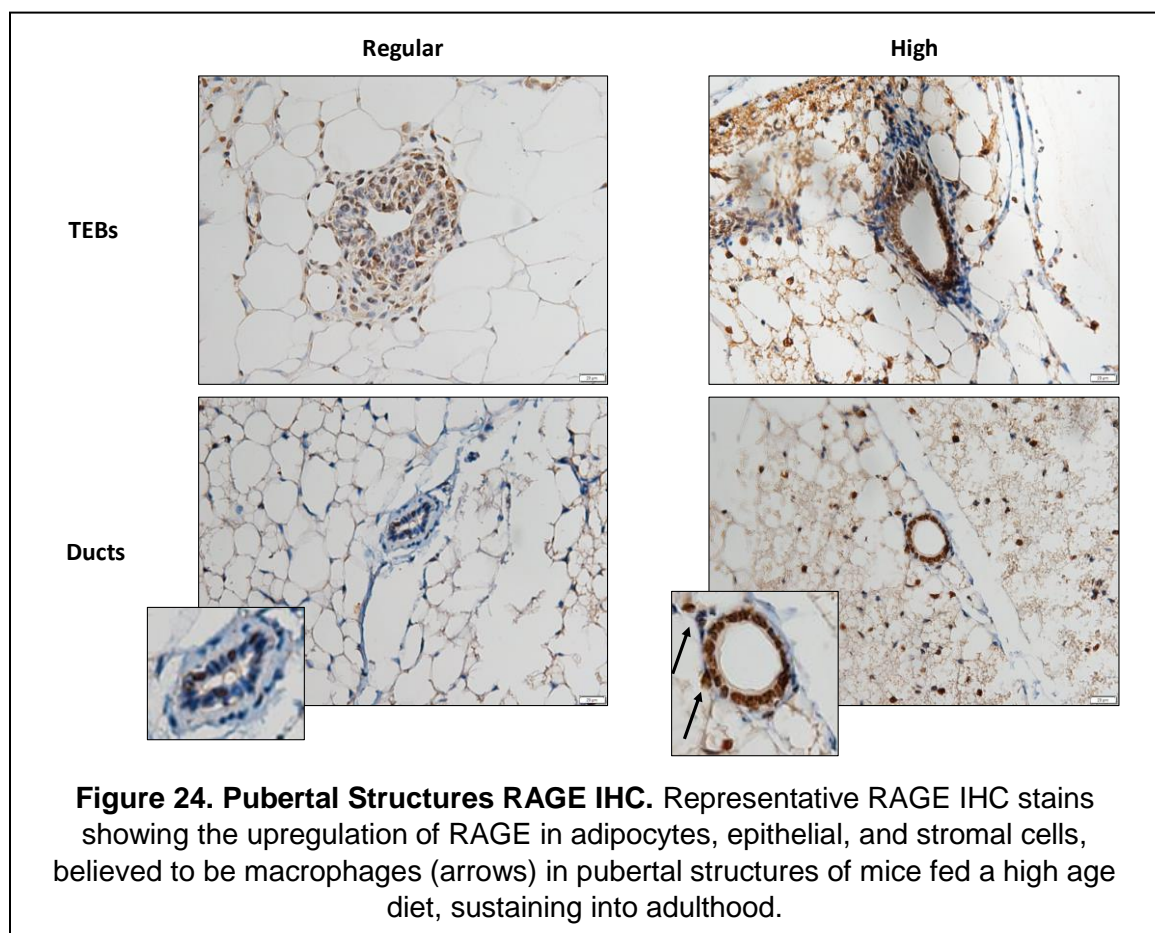 Regular
High
TEBs
Ducts
Figure 24. Pubertal Structures RAGE IHC. Representative RAGE IHC stains
showing the upregulation of RAGE in adipocytes, epithelial, and stromal cells,
believed to be macrophages (arrows) in pubertal structures of mice fed a high age
diet, sustaining into adulthood.